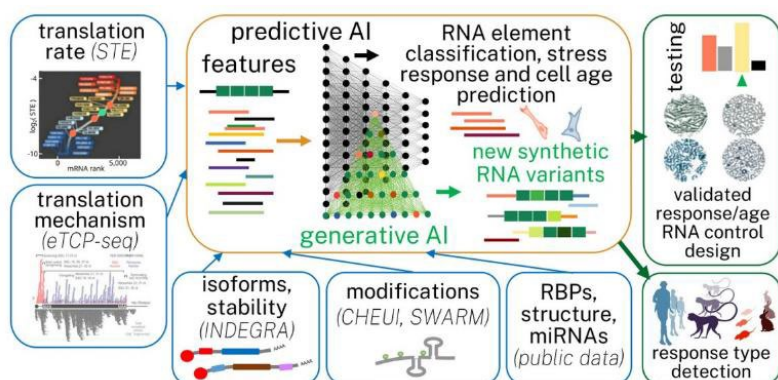 translation
rate (STE)
-4
log₂(STE)
-10
0
5,000
mRNA rank
translation
mechanism
(eTCP-seq)
predictive AI
features
RNA element
classification, stress
response and cell age
prediction
new synthetic
RNA variants
generative AI
testing
validated
response/age
RNA control
design
isoforms,
stability
(INDEGRA)
AAAA
AAAA
modifications
(CHEUI, SWARM)
RBPs,
structure,
miRNAs
(public data)
response type
detection